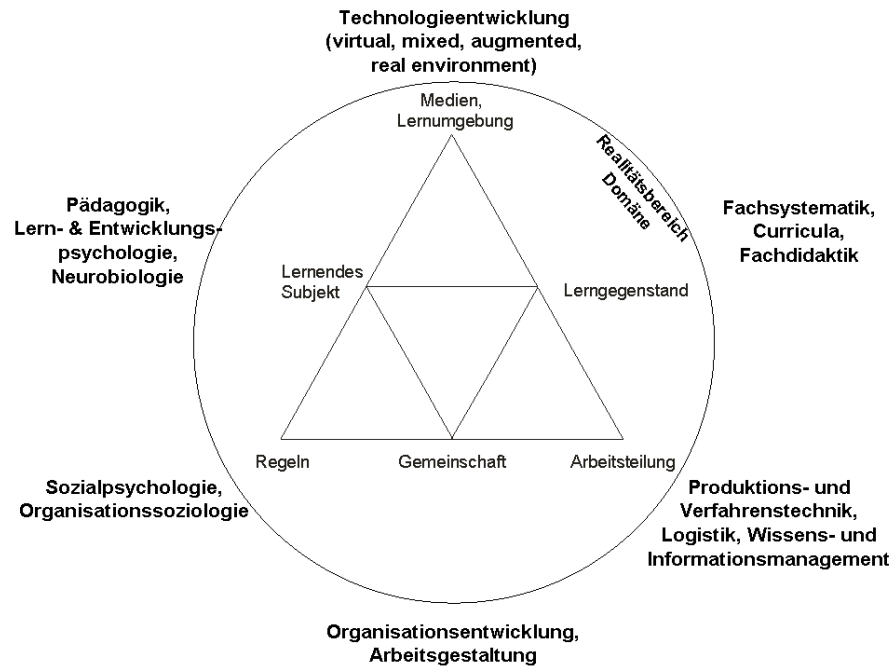 Technologieentwicklung
(virtual, mixed, augmented,
real environment)
Medien,
Lernumgebung
Realitätsbereich
Domäne
Pädagogik,
Lern- & Entwicklungs-
psychologie,
Neurobiologie
Fachsystematik,
Curricula,
Fachdidaktik
Lernendes
Subjekt
Lerngegenstand
Regeln
Gemeinschaft
Arbeitsteilung
Sozialpsychologie,
Organisationssoziologie
Produktions- und
Verfahrenstechnik,
Logistik, Wissens- und
Informationsmanagement
Organisationsentwicklung,
Arbeitsgestaltung